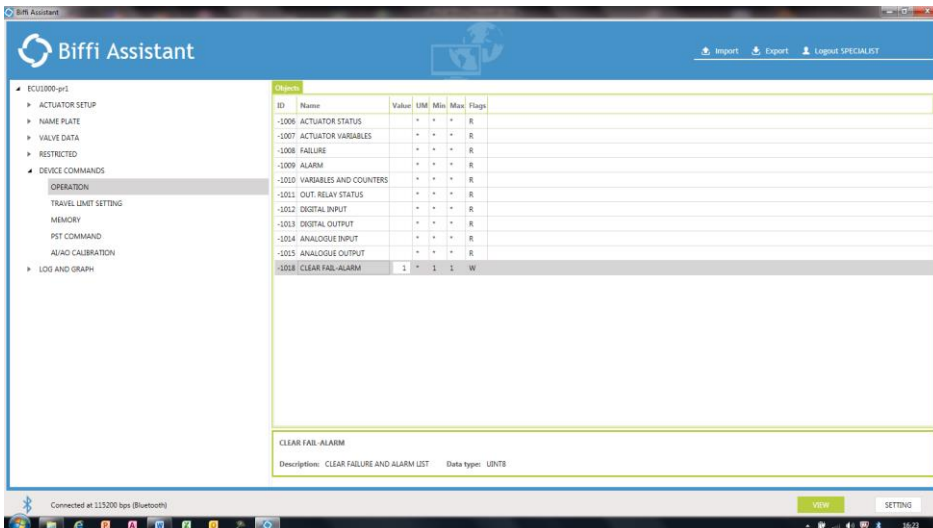 Biffi Assistant
Biffi Assistant
Import Export Logout SPECIALIST
ECU1000-pr1
ACTUATOR SETUP
NAME PLATE
VALVE DATA
RESTRICTED
DEVICE COMMANDS
OPERATION
TRAVEL LIMIT SETTING
MEMORY
PST COMMAND
AI/AO CALIBRATION
LOG AND GRAPH
Objects
ID Name Value UM Min Max Flags
-1006 ACTUATOR STATUS * * * R
-1007 ACTUATOR VARIABLES * * * R
-1008 FAILURE * * * R
-1009 ALARM * * * R
-1010 VARIABLES AND COUNTERS * * * R
-1011 OUT. RELAY STATUS * * * R
-1012 DIGITAL INPUT * * * R
-1013 DIGITAL OUTPUT * * * R
-1014 ANALOGUE INPUT * * * R
-1015 ANALOGUE OUTPUT * * * R
-1018 CLEAR FAIL-ALARM 1 * 1 1 W
CLEAR FAIL-ALARM
Description: CLEAR FAILURE AND ALARM LIST Data type: UINT8
Connected at 115200 bps (Bluetooth)
VIEW SETTING
16:23